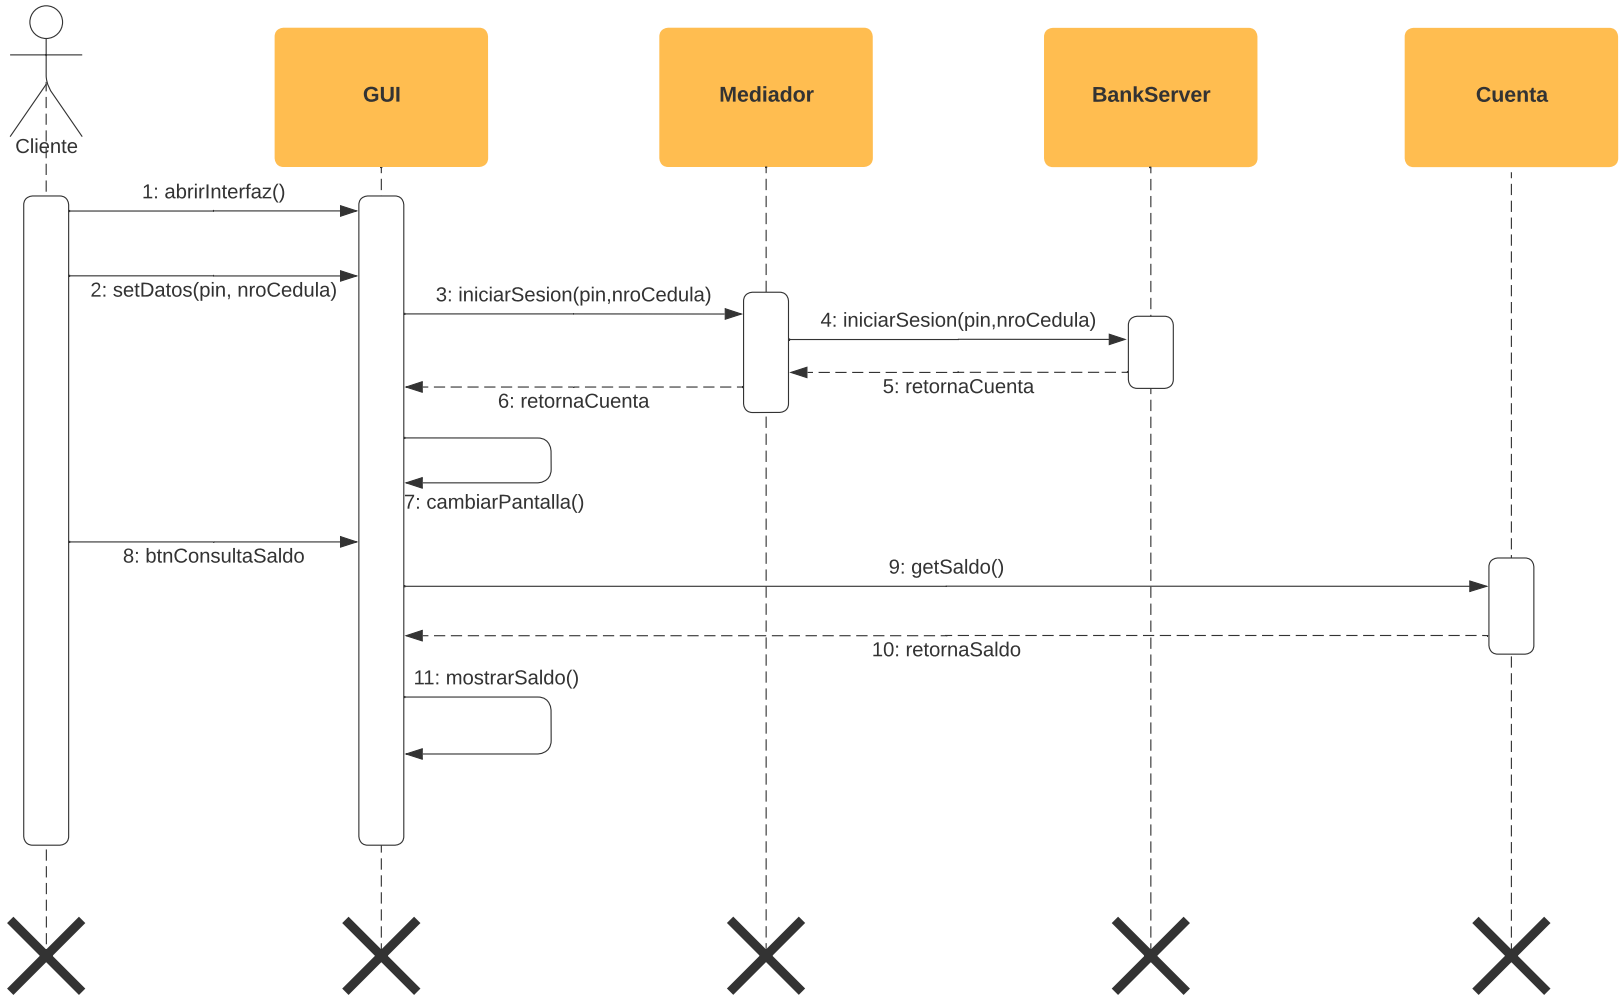 GUI
Mediador
BankServer
Cuenta
Cliente
1: abrirInterfaz()
2: setDatos(pin, nroCedula)
3: iniciarSesion(pin,nroCedula)
4: iniciarSesion(pin,nroCedula)
5: retornaCuenta
6: retornaCuenta
7: cambiarPantalla()
8: btnConsultaSaldo
9: getSaldo()
10: retornaSaldo
11: mostrarSaldo()